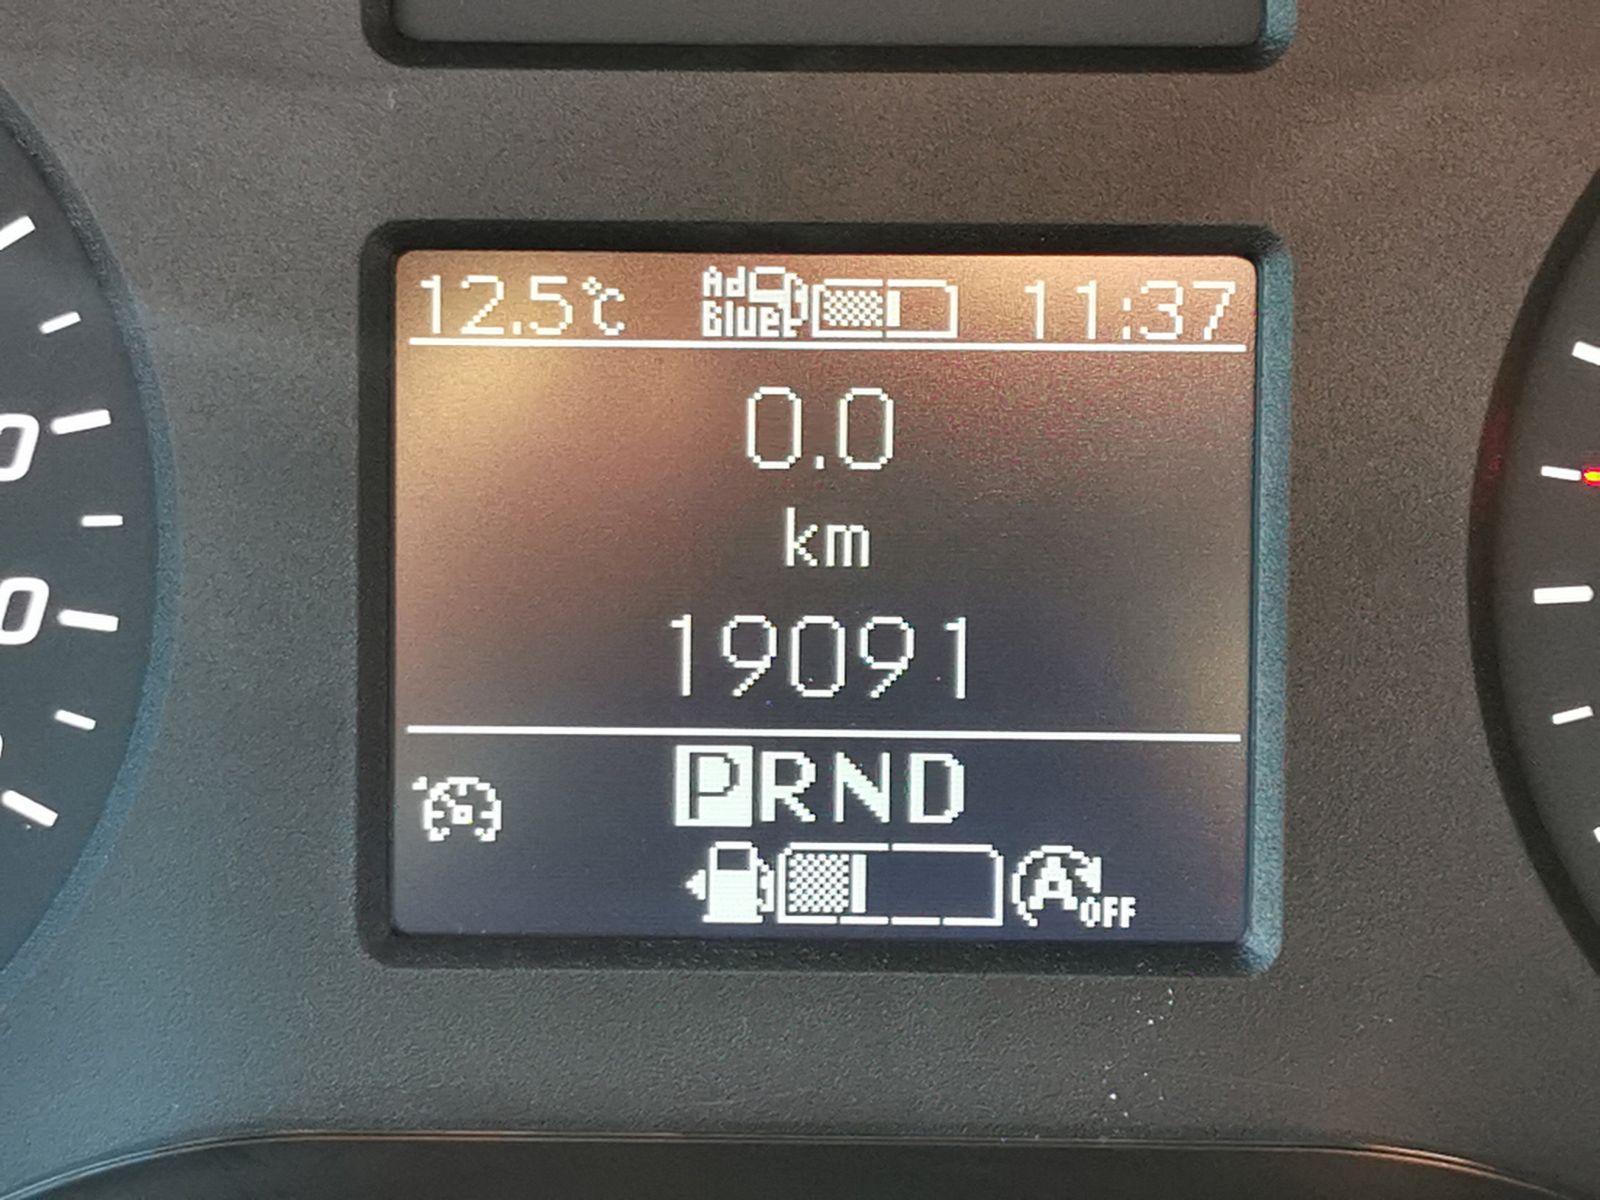 12.5°C Ad 11:37
Blue
0.0
km
19091
PRND
A OFF